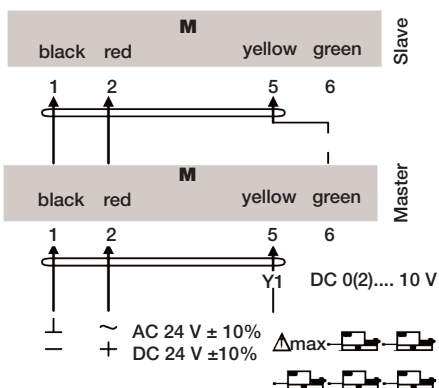 M
black red yellow green
Slave
1 2 5 6
M
black red yellow green
Master
1 2 5 6
Y1 DC 0(2).... 10 V
⊥ ~ AC 24 V ± 10%
− + DC 24 V ±10%
max